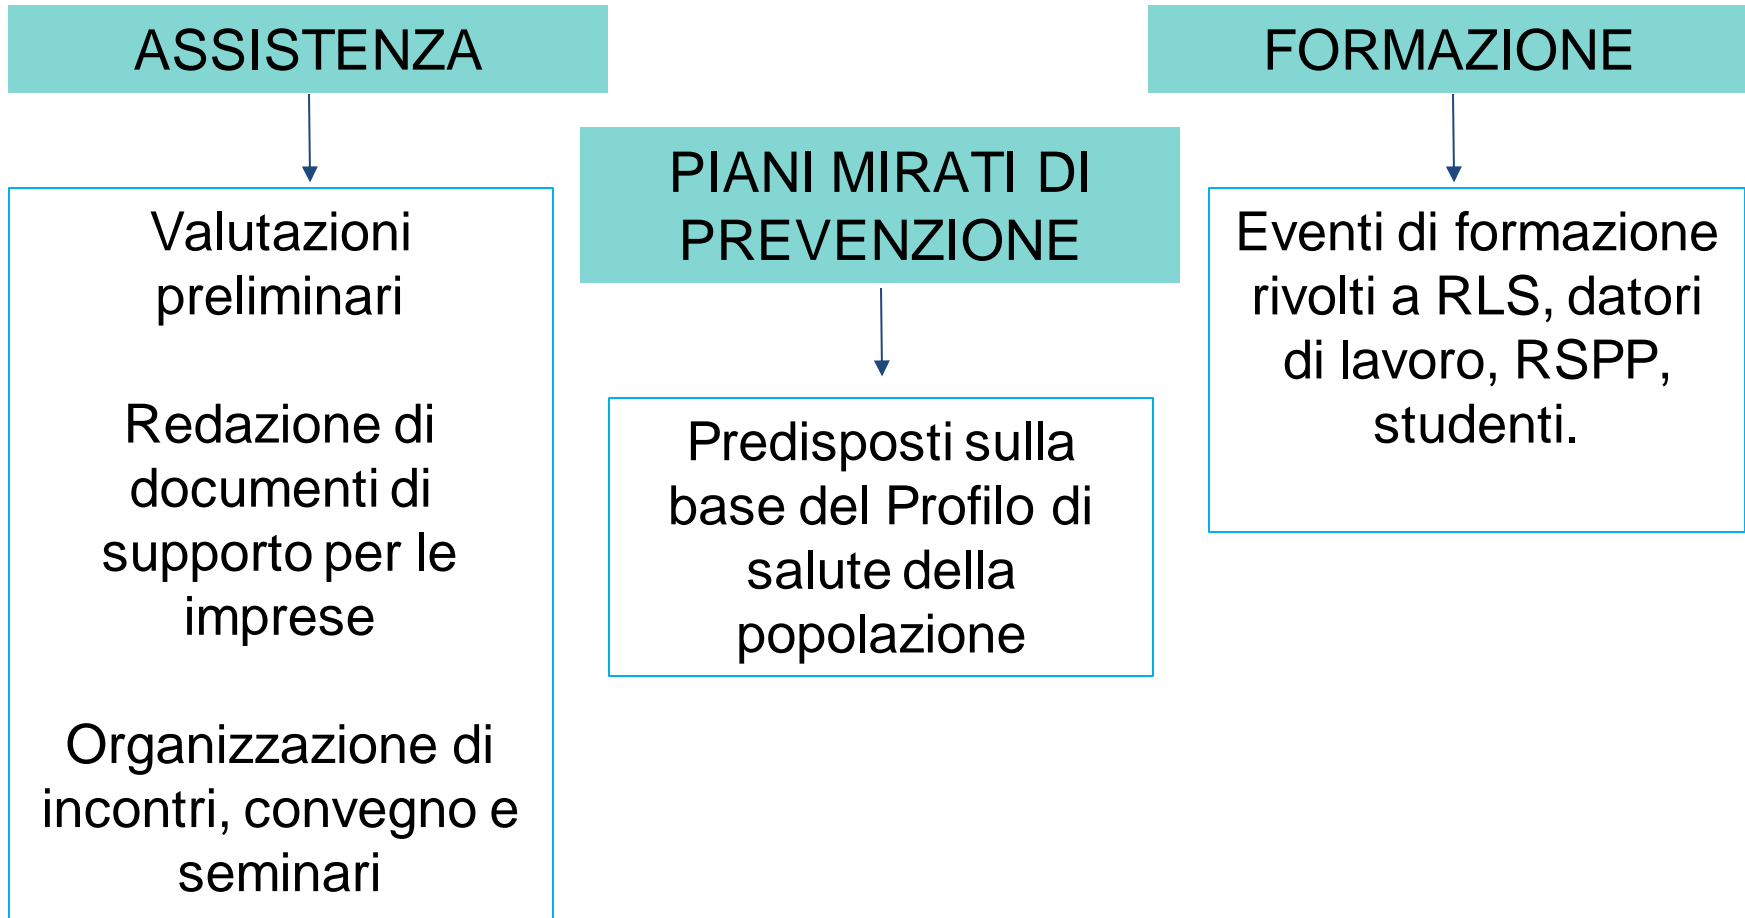 ASSISTENZA
Valutazioni
preliminari
Redazione di
documenti di
supporto per le
imprese
Organizzazione di
incontri, convegno e
seminari
PIANI MIRATI DI
PREVENZIONE
Predisposti sulla
base del Profilo di
salute della
popolazione
FORMAZIONE
Eventi di formazione
rivolti a RLS, datori
di lavoro, RSPP,
studenti.